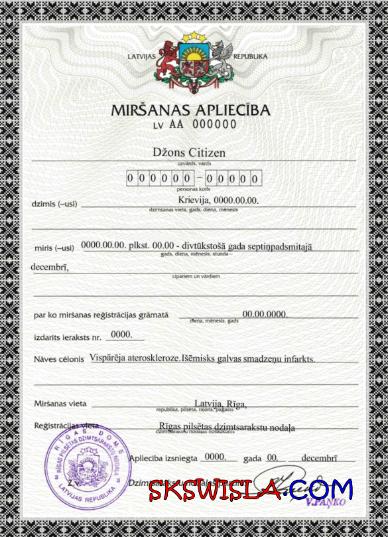 LATVIJAS REPUBLIKA
MIRŠANAS APLIECĪBA
LV AA 000000
Džons Citizen
uzvārds, vārds
000000-00000
personas kods
dzimis (–usi) Krievija, 0000.00.00.
dzimšanas vieta, gads, diena, mēnesis
miris (–usi) 0000.00.00. plkst. 00.00 - divtūkstošā gada septiņpadsmitajā
gads, diena, mēnesis, stunda –
decembrī,
cipariem un vārdiem
par ko miršanas reģistrācijas grāmatā 00.00.0000.
diena, mēnesis, gads
izdarīts ieraksts nr. 0000.
Nāves cēlonis Vispārēja ateroskleroze.Išēmisks galvas smadzeņu infarkts.
Miršanas vieta Latvija, Rīga,
republika, pilsēta, rajons, pagasts
Reģistrācijas vieta Rīgas pilsētas dzimtsarakstu nodaļa
RĪGAS DOME
RĪGAS PILSĒTAS DZIMTSARAKSTU NODAĻA
LATVIJAS REPUBLIKA
Apliecība izsniegta 0000. gada 00. decembrī
Z.v.
SKSWISLA.COM
V.PAŅKO